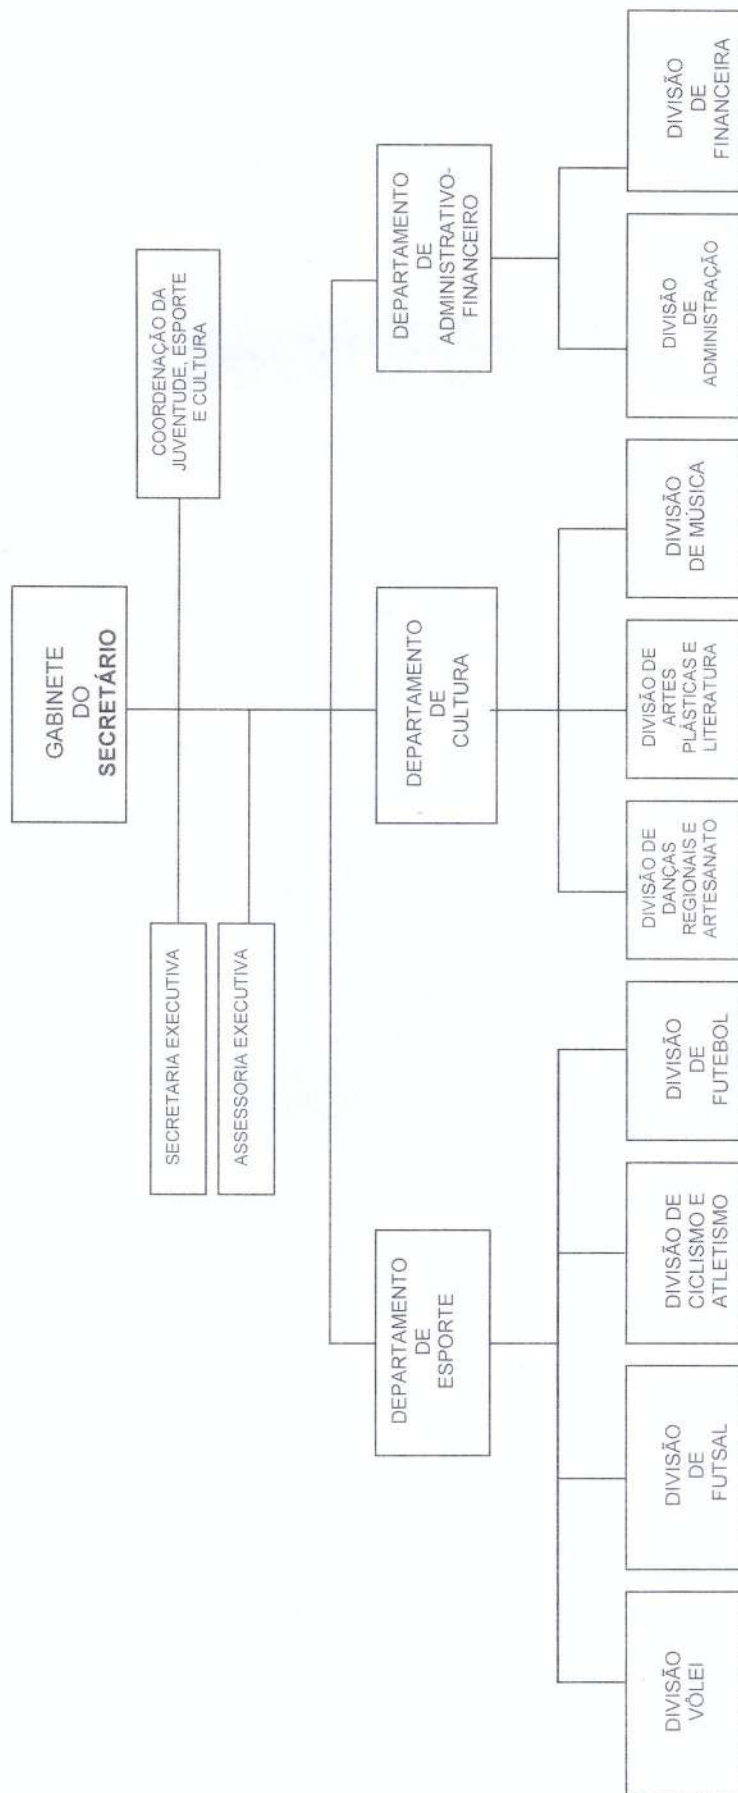 GABINETE
DO
SECRETÁRIO
COORDENAÇÃO DA
JUVENTUDE, ESPORTE
E CULTURA
SECRETARIA EXECUTIVA
ASSESSORIA EXECUTIVA
DEPARTAMENTO
DE
ESPORTE
DEPARTAMENTO
DE
CULTURA
DEPARTAMENTO
DE
ADMINISTRATIVO-
FINANCEIRO
DIVISÃO
VÔLEI
DIVISÃO
DE
FUTSAL
DIVISÃO DE
CICLISMO E
ATLETISMO
DIVISÃO
DE
FUTEBOL
DIVISÃO DE
DANÇAS
REGIONAIS E
ARTESANATO
DIVISÃO DE
ARTES
PLÁSTICAS E
LITERATURA
DIVISÃO
DE MÚSICA
DIVISÃO
DE
ADMINISTRAÇÃO
DIVISÃO
DE
FINANCEIRA